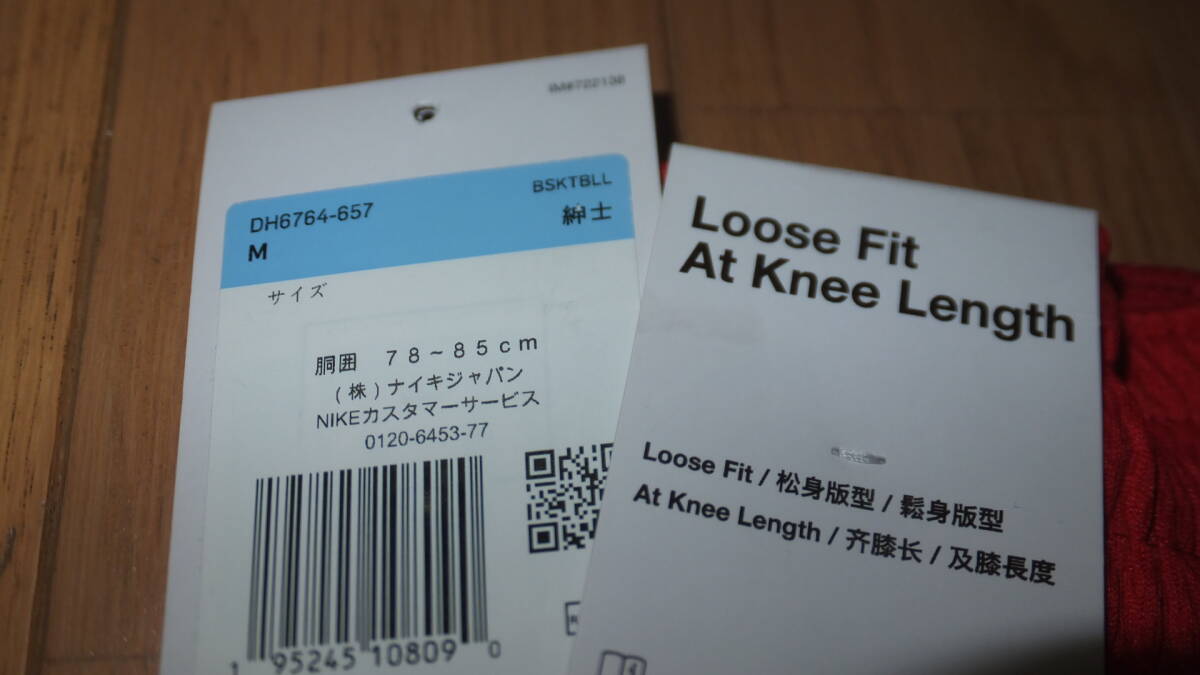 DH6764-657
BSKTBLL
M
紳士
サイズ
胴囲 78~85cm
(株)ナイキジャパン
NIKEカスタマーサービス
0120-6453-77
1 95245 10809 0
Loose Fit
At Knee Length
Loose Fit / 松身版型 / 鬆身版型
At Knee Length / 齐膝长 / 及膝長度